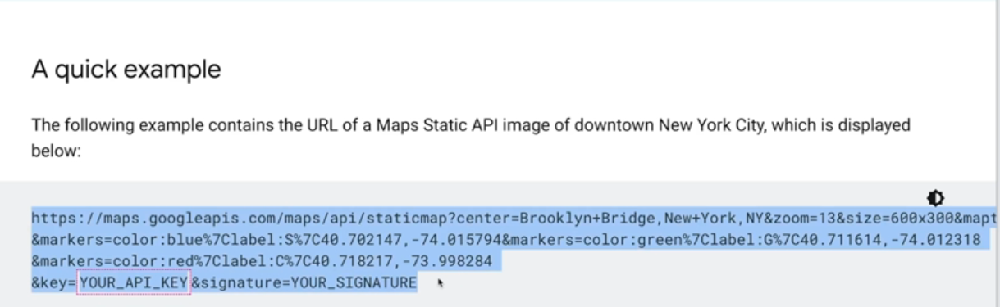 A quick example
The following example contains the URL of a Maps Static API image of downtown New York City, which is displayed
below:
https://maps.googleapis.com/maps/api/staticmap?center=Brooklyn+Bridge,New+York,NY&zoom=13&size=600x300&mapt
&markers=color:blue%7Clabel:S%7C40.702147,-74.015794&markers=color:green%7Clabel:G%7C40.711614,-74.012318
&markers=color:red%7Clabel:C%7C40.718217,-73.998284
&key=YOUR_API_KEY&signature=YOUR_SIGNATURE